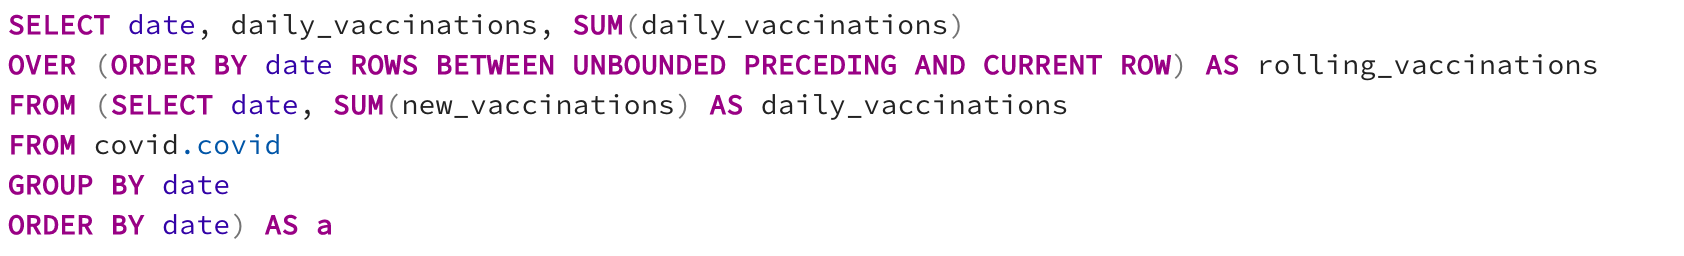 SELECT date, daily_vaccinations, SUM(daily_vaccinations)
OVER (ORDER BY date ROWS BETWEEN UNBOUNDED PRECEDING AND CURRENT ROW) AS rolling_vaccinations
FROM (SELECT date, SUM(new_vaccinations) AS daily_vaccinations
FROM covid.covid
GROUP BY date
ORDER BY date) AS a